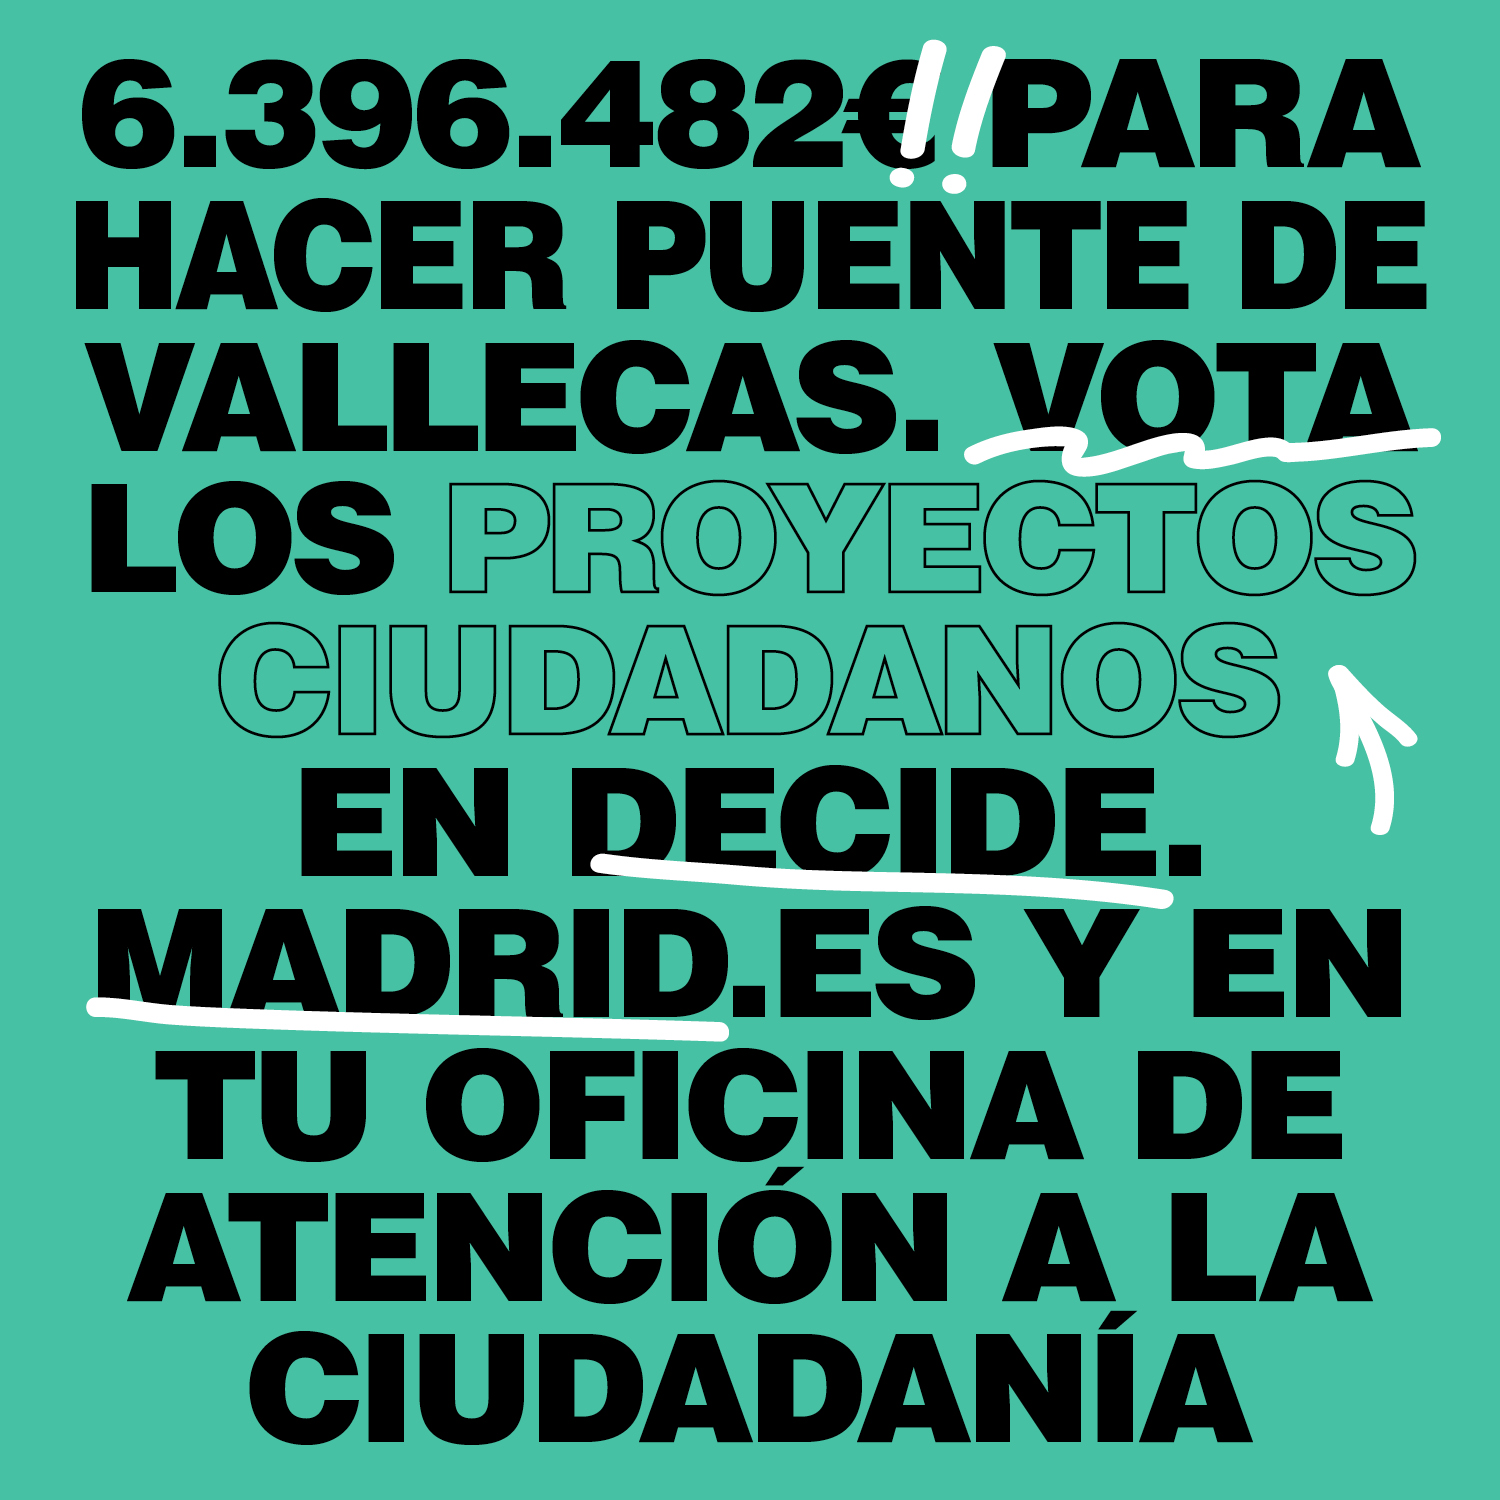 6.396.482€!! PARA
HACER PUENTE DE
VALLECAS. VOTA
LOS PROYECTOS
CIUDADANOS
EN DECIDE.
MADRID.ES Y EN
TU OFICINA DE
ATENCIÓN A LA
CIUDADANÍA